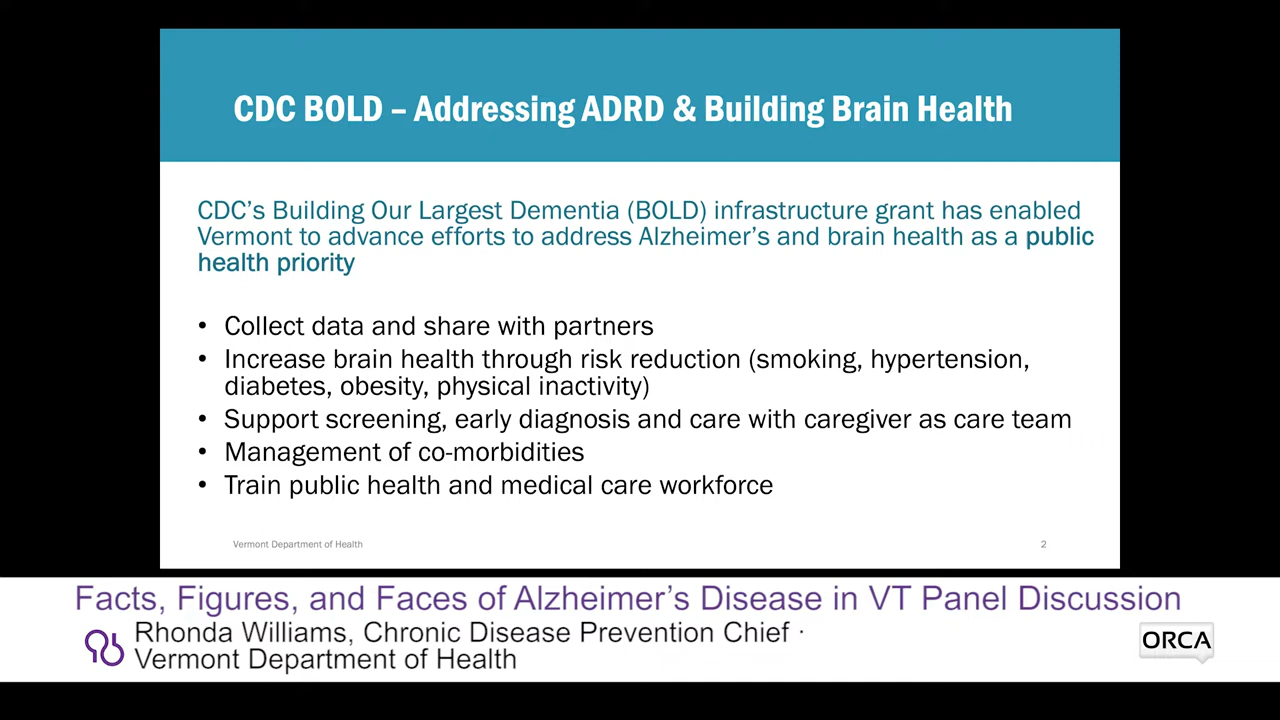 CDC BOLD – Addressing ADRD & Building Brain Health
CDC's Building Our Largest Dementia (BOLD) infrastructure grant has enabled
Vermont to advance efforts to address Alzheimer's and brain health as a public
health priority
• Collect data and share with partners
• Increase brain health through risk reduction (smoking, hypertension,
diabetes, obesity, physical inactivity)
• Support screening, early diagnosis and care with caregiver as care team
• Management of co-morbidities
• Train public health and medical care workforce
Vermont Department of Health 2
Facts, Figures, and Faces of Alzheimer's Disease in VT Panel Discussion
Rhonda Williams, Chronic Disease Prevention Chief ·
Vermont Department of Health
ORCA